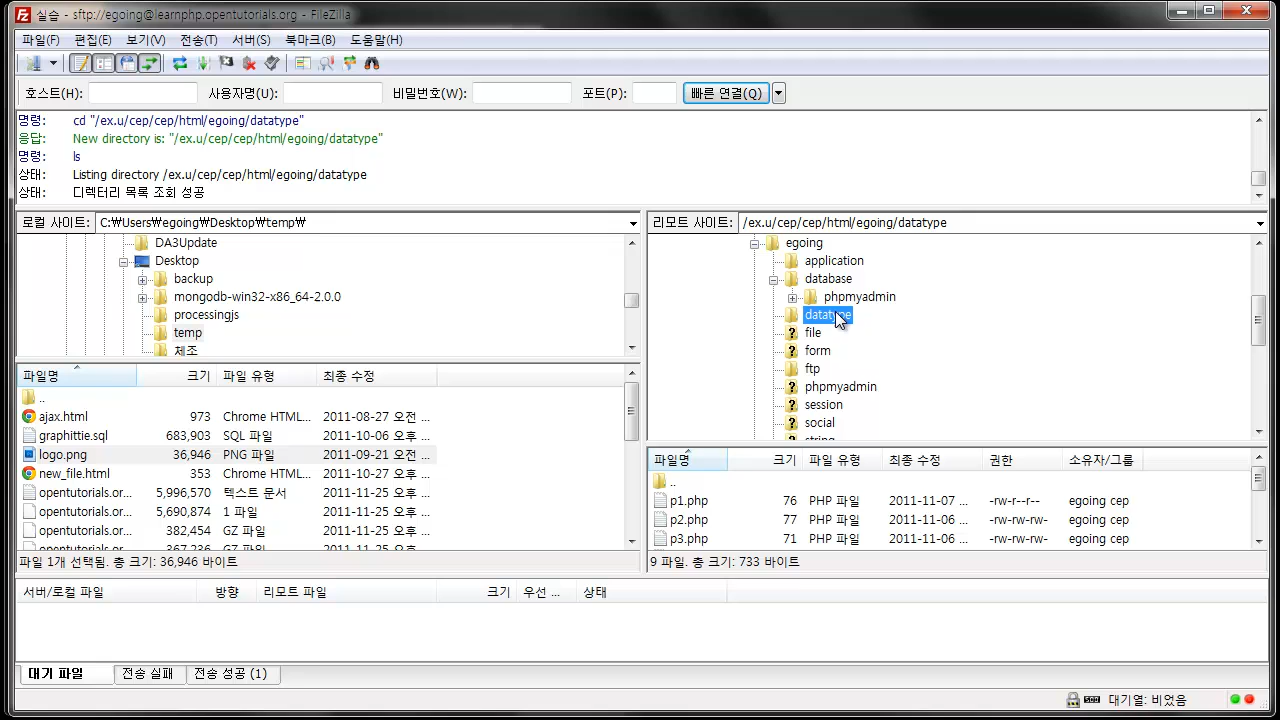 실습 - sftp://egoing@learnphp.opentutorials.org - FileZilla
파일(F) 편집(E) 보기(V) 전송(T) 서버(S) 북마크(B) 도움말(H)
호스트(H): 사용자명(U): 비밀번호(W): 포트(P): 빠른 연결(Q)
명령: cd "/ex.u/cep/cep/html/egoing/datatype"
응답: New directory is: "/ex.u/cep/cep/html/egoing/datatype"
명령: ls
상태: Listing directory /ex.u/cep/cep/html/egoing/datatype
상태: 디렉터리 목록 조회 성공
로컬 사이트: C:₩Users₩egoing₩Desktop₩temp₩
DA3Update
Desktop
backup
mongodb-win32-x86_64-2.0.0
processingjs
temp
체조
파일명 크기 파일 유형 최종 수정
..
ajax.html 973 Chrome HTML... 2011-08-27 오전 ...
graphittie.sql 683,903 SQL 파일 2011-10-06 오후 ...
logo.png 36,946 PNG 파일 2011-09-21 오전 ...
new_file.html 353 Chrome HTML... 2011-10-27 오후 ...
opentutorials.or... 5,996,570 텍스트 문서 2011-11-25 오후 ...
opentutorials.or... 5,690,874 1 파일 2011-11-25 오후 ...
opentutorials.or... 382,454 GZ 파일 2011-11-25 오후 ...
opentutorials.or... 367,236 GZ 파일 2011-11-25 오후 ...
파일 1개 선택됨. 총 크기: 36,946 바이트
리모트 사이트: /ex.u/cep/cep/html/egoing/datatype
egoing
application
database
phpmyadmin
datatype
file
form
ftp
phpmyadmin
session
social
string
파일명 크기 파일 유형 최종 수정 권한 소유자/그룹
..
p1.php 76 PHP 파일 2011-11-07 ... -rw-r--r-- egoing cep
p2.php 77 PHP 파일 2011-11-06 ... -rw-rw-rw- egoing cep
p3.php 71 PHP 파일 2011-11-06 ... -rw-rw-rw- egoing cep
9 파일. 총 크기: 733 바이트
서버/로컬 파일 방향 리모트 파일 크기 우선 ... 상태
대기 파일 전송 실패 전송 성공 (1)
대기열: 비었음